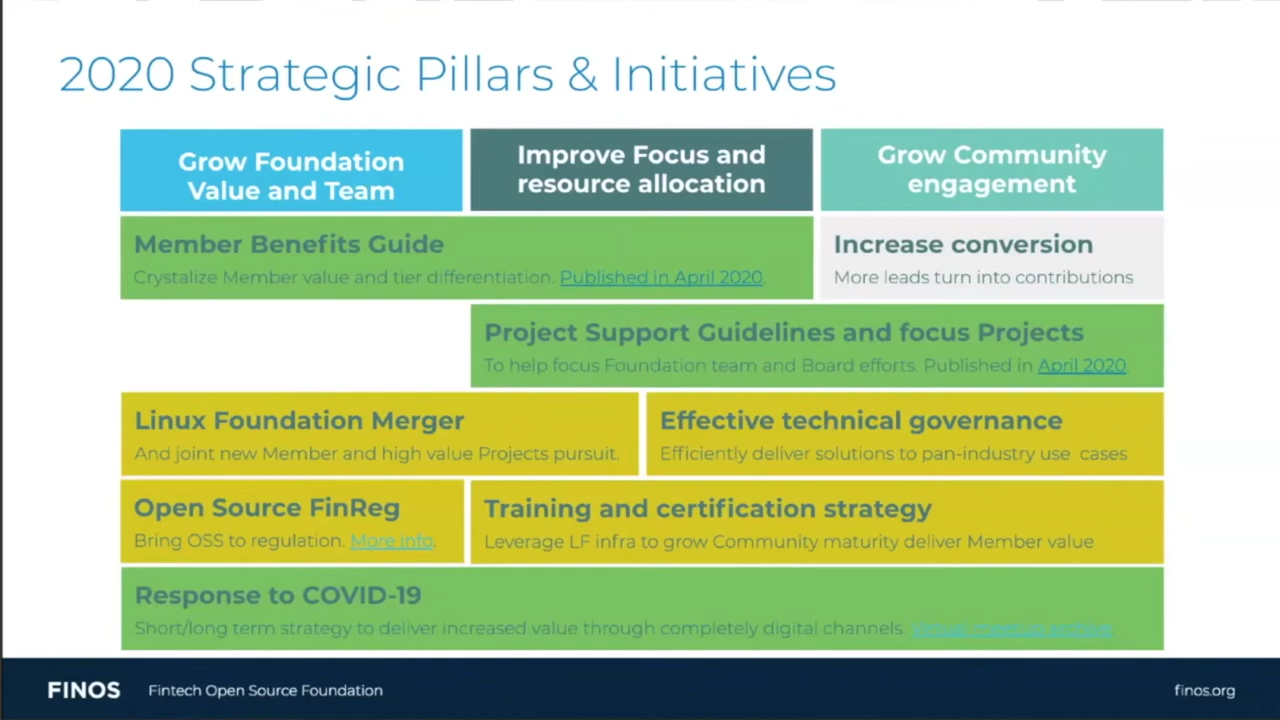 2020 Strategic Pillars & Initiatives
Grow Foundation
Value and Team
Improve Focus and
resource allocation
Grow Community
engagement
Member Benefits Guide
Crystalize Member value and tier differentiation. Published in April 2020.
Increase conversion
More leads turn into contributions
Project Support Guidelines and focus Projects
To help focus Foundation team and Board efforts. Published in April 2020.
Linux Foundation Merger
And joint new Member and high value Projects pursuit.
Effective technical governance
Efficiently deliver solutions to pan-industry use cases
Open Source FinReg
Bring OSS to regulation. More info.
Training and certification strategy
Leverage LF infra to grow Community maturity deliver Member value
Response to COVID-19
Short/long term strategy to deliver increased value through completely digital channels. Virtual meetup archive.
FINOS Fintech Open Source Foundation
finos.org